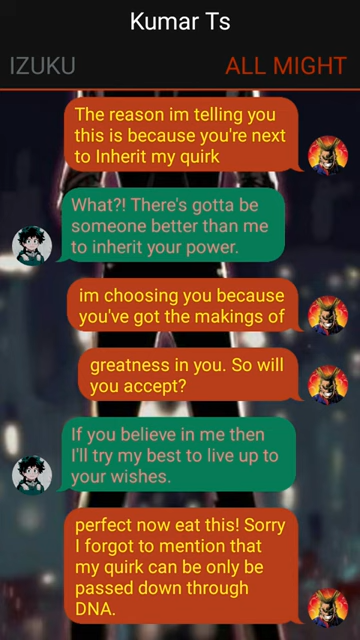 Kumar Ts
IZUKU
ALL MIGHT
The reason im telling you
this is because you're next
to Inherit my quirk
What?! There's gotta be
someone better than me
to inherit your power.
im choosing you because
you've got the makings of
greatness in you. So will
you accept?
If you believe in me then
I'll try my best to live up to
your wishes.
perfect now eat this! Sorry
I forgot to mention that
my quirk can be only be
passed down through
DNA.